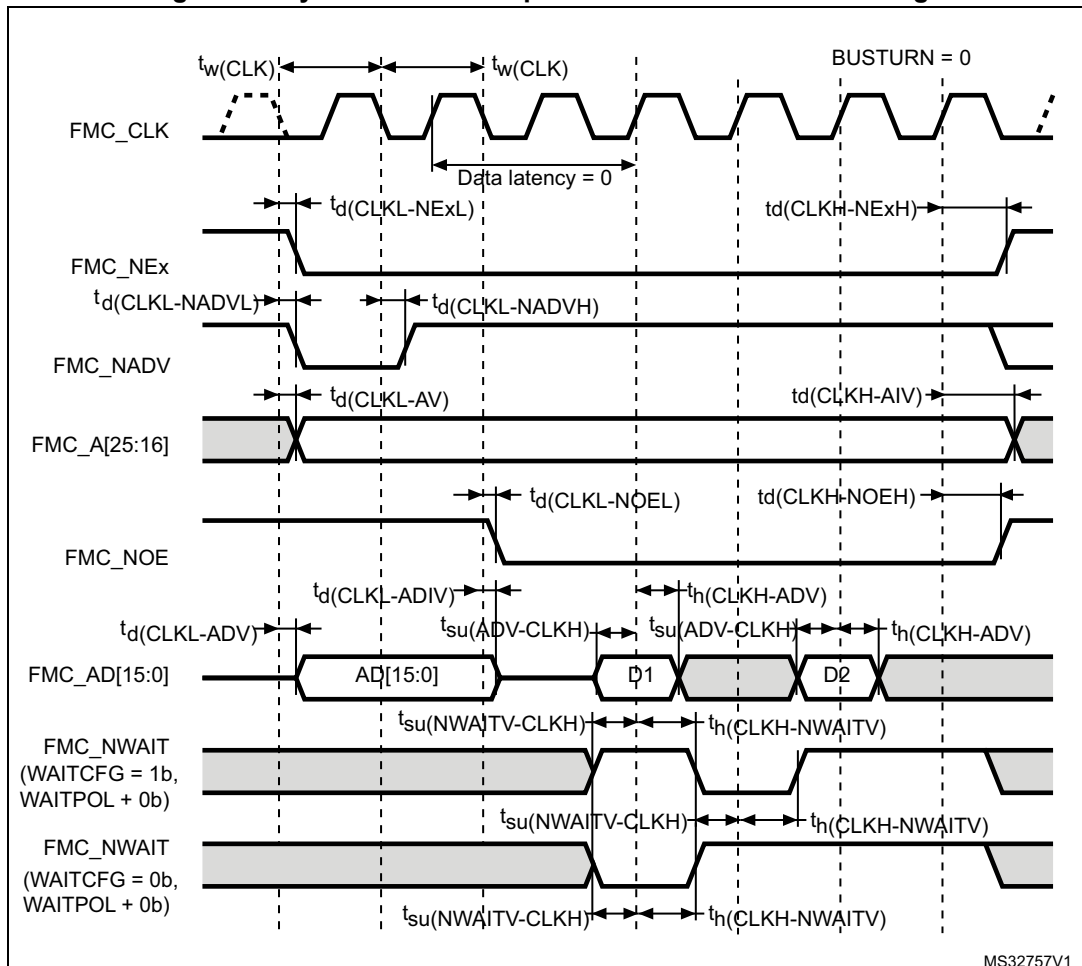 BUSTURN = 0
tw(CLK) tw(CLK)
FMC_CLK
Data latency = 0
td(CLKL-NExL) td(CLKH-NExH)
FMC_NEx
td(CLKL-NADVL) td(CLKL-NADVH)
FMC_NADV
td(CLKL-AV) td(CLKH-AIV)
FMC_A[25:16]
td(CLKL-NOEL) td(CLKH-NOEH)
FMC_NOE
td(CLKL-ADIV) th(CLKH-ADV)
td(CLKL-ADV) tsu(ADV-CLKH) tsu(ADV-CLKH) th(CLKH-ADV)
FMC_AD[15:0] AD[15:0] D1 D2
tsu(NWAITV-CLKH) th(CLKH-NWAITV)
FMC_NWAIT
(WAITCFG = 1b,
WAITPOL + 0b)
tsu(NWAITV-CLKH) th(CLKH-NWAITV)
FMC_NWAIT
(WAITCFG = 0b,
WAITPOL + 0b)
tsu(NWAITV-CLKH) th(CLKH-NWAITV)
MS32757V1